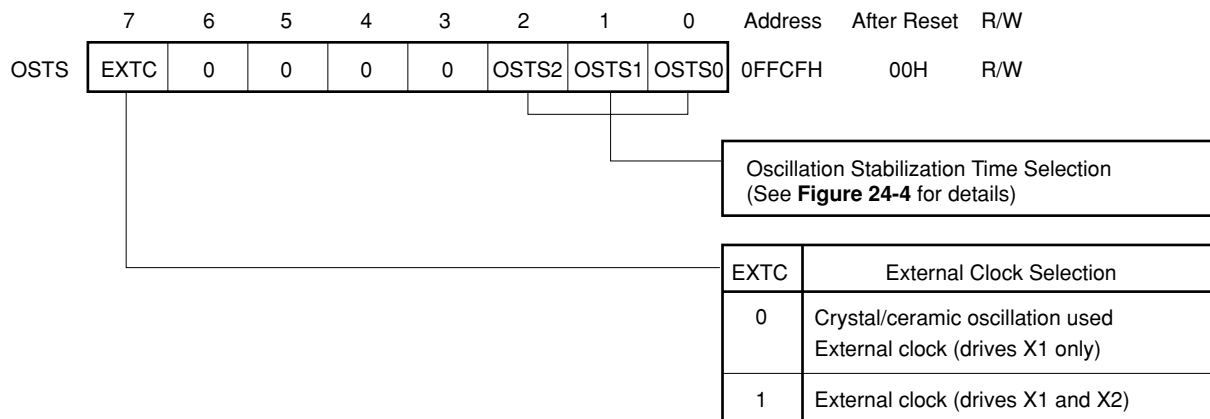 7 6 5 4 3 2 1 0 Address After Reset R/W
OSTS EXTC 0 0 0 0 OSTS2 OSTS1 OSTS0 0FFCFH 00H R/W
Oscillation Stabilization Time Selection
(See Figure 24-4 for details)
EXTC External Clock Selection
0 Crystal/ceramic oscillation used
External clock (drives X1 only)
1 External clock (drives X1 and X2)